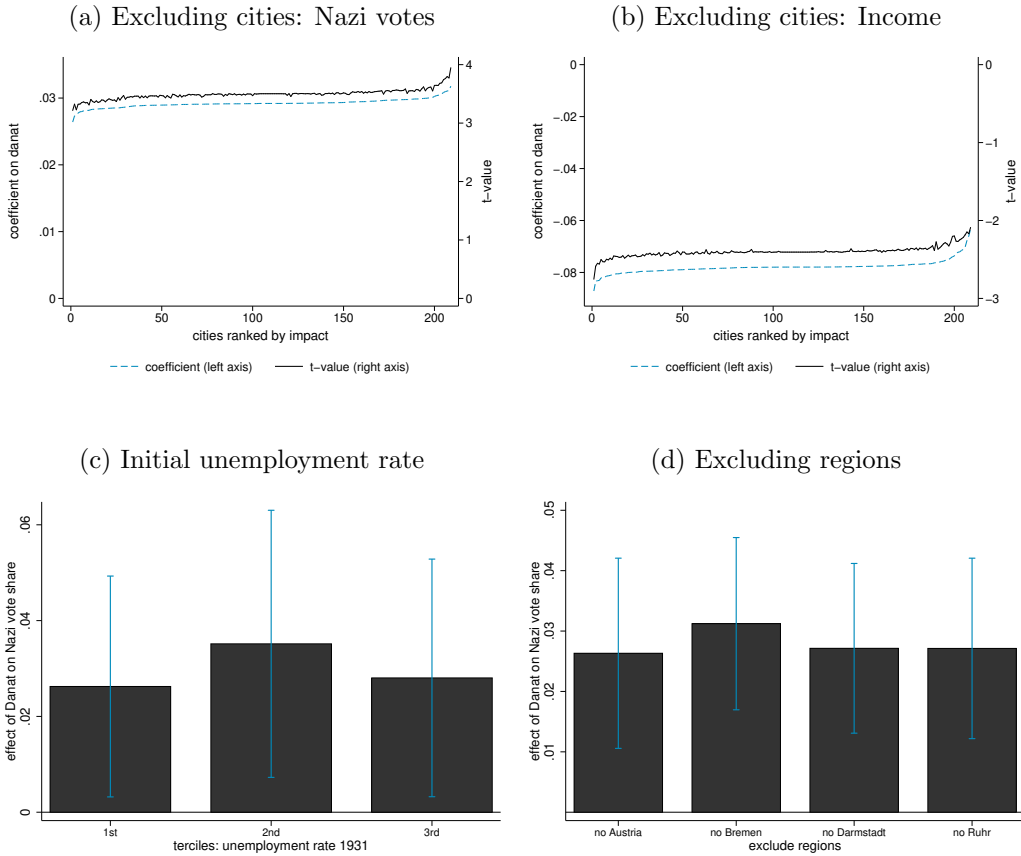 (a) Excluding cities: Nazi votes
coefficient on danat
.03
.02
.01
0
4
3
2
1
0
t−value
0 50 100 150 200
cities ranked by impact
coefficient (left axis) t−value (right axis)
(b) Excluding cities: Income
coefficient on danat
0
−.02
−.04
−.06
−.08
0
−1
−2
−3
t−value
0 50 100 150 200
cities ranked by impact
coefficient (left axis) t−value (right axis)
(c) Initial unemployment rate
effect of Danat on Nazi vote share
.06
.04
.02
0
1st 2nd 3rd
terciles: unemployment rate 1931
(d) Excluding regions
effect of Danat on Nazi vote share
.05
.04
.03
.02
.01
no Austria no Bremen no Darmstadt no Ruhr
exclude regions